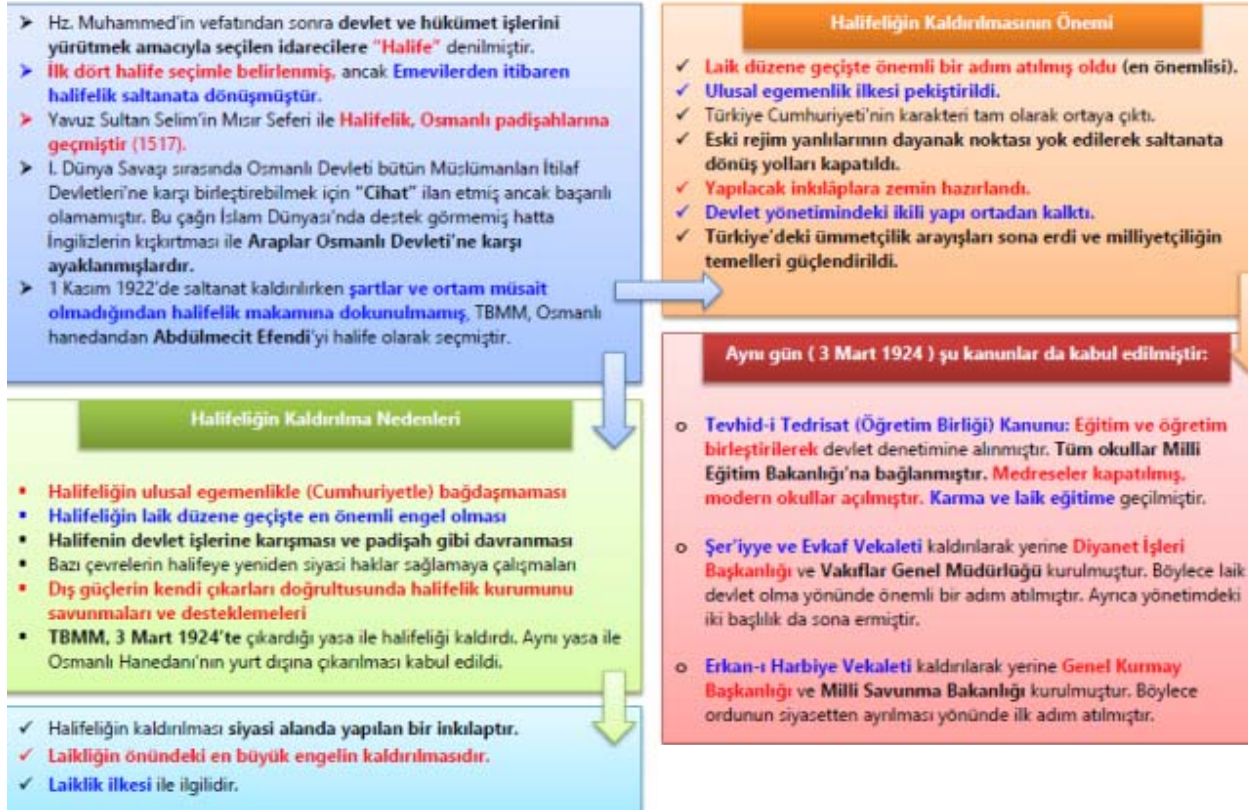 ➤ Hz. Muhammed'in vefatından sonra devlet ve hükümet işlerini
yürütmek amacıyla seçilen idarecilere "Halife" denilmiştir.
➤ İlk dört halife seçimle belirlenmiş, ancak Emevilerden itibaren
halifelik saltanata dönüşmüştür.
➤ Yavuz Sultan Selim'in Mısır Seferi ile Halifelik, Osmanlı padişahlarına
geçmiştir (1517).
➤ I. Dünya Savaşı sırasında Osmanlı Devleti bütün Müslümanları İtilaf
Devletleri'ne karşı birleştirebilmek için "Cihat" ilan etmiş ancak başarılı
olamamıştır. Bu çağrı İslam Dünyası'nda destek görmemiş hatta
İngilizlerin kışkırtması ile Araplar Osmanlı Devleti'ne karşı
ayaklanmışlardır.
➤ 1 Kasım 1922'de saltanat kaldırılırken şartlar ve ortam müsait
olmadığından halifelik makamına dokunulmamış, TBMM, Osmanlı
hanedandan Abdülmecit Efendi'yi halife olarak seçmiştir.
Halifeliğin Kaldırılma Nedenleri
▪ Halifeliğin ulusal egemenlikle (Cumhuriyetle) bağdaşmaması
▪ Halifeliğin laik düzene geçişte en önemli engel olması
▪ Halifenin devlet işlerine karışması ve padişah gibi davranması
▪ Bazı çevrelerin halifeye yeniden siyasi haklar sağlamaya çalışmaları
▪ Dış güçlerin kendi çıkarları doğrultusunda halifelik kurumunu
savunmaları ve desteklemeleri
▪ TBMM, 3 Mart 1924'te çıkardığı yasa ile halifeliği kaldırdı. Aynı yasa ile
Osmanlı Hanedanı'nın yurt dışına çıkarılması kabul edildi.
✓ Halifeliğin kaldırılması siyasi alanda yapılan bir inkılaptır.
✓ Laikliğin önündeki en büyük engelin kaldırılmasıdır.
✓ Laiklik ilkesi ile ilgilidir.
Halifeliğin Kaldırılmasının Önemi
✓ Laik düzene geçişte önemli bir adım atılmış oldu (en önemlisi).
✓ Ulusal egemenlik ilkesi pekiştirildi.
✓ Türkiye Cumhuriyeti'nin karakteri tam olarak ortaya çıktı.
✓ Eski rejim yanlılarının dayanak noktası yok edilerek saltanata
dönüş yolları kapatıldı.
✓ Yapılacak inkılâplara zemin hazırlandı.
✓ Devlet yönetimindeki ikili yapı ortadan kalktı.
✓ Türkiye'deki ümmetçilik arayışları sona erdi ve milliyetçiliğin
temelleri güçlendirildi.
Aynı gün ( 3 Mart 1924 ) şu kanunlar da kabul edilmiştir:
o Tevhid-i Tedrisat (Öğretim Birliği) Kanunu: Eğitim ve öğretim
birleştirilerek devlet denetimine alınmıştır. Tüm okullar Milli
Eğitim Bakanlığı'na bağlanmıştır. Medreseler kapatılmış,
modern okullar açılmıştır. Karma ve laik eğitime geçilmiştir.
o Şer'iyye ve Evkaf Vekaleti kaldırılarak yerine Diyanet İşleri
Başkanlığı ve Vakıflar Genel Müdürlüğü kurulmuştur. Böylece laik
devlet olma yönünde önemli bir adım atılmıştır. Ayrıca yönetimdeki
iki başlılık da sona ermiştir.
o Erkan-ı Harbiye Vekaleti kaldırılarak yerine Genel Kurmay
Başkanlığı ve Milli Savunma Bakanlığı kurulmuştur. Böylece
ordunun siyasetten ayrılması yönünde ilk adım atılmıştır.